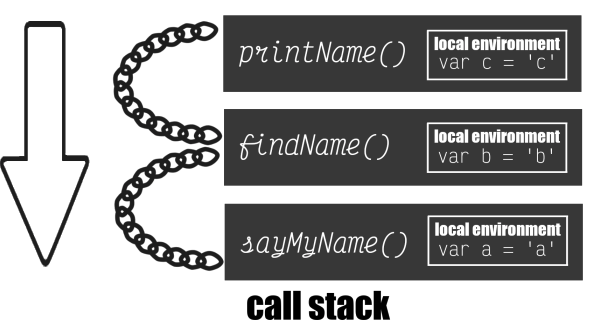 printName()
local environment
var c = 'c'
findName()
local environment
var b = 'b'
sayMyName()
local environment
var a = 'a'
call stack